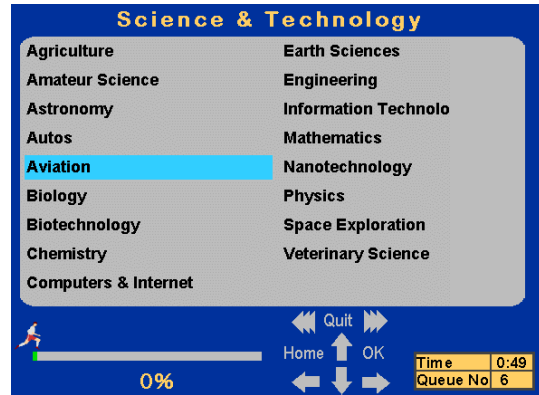 Science & Technology
Agriculture
Amateur Science
Astronomy
Autos
Aviation
Biology
Biotechnology
Chemistry
Computers & Internet
Earth Sciences
Engineering
Information Technolo
Mathematics
Nanotechnology
Physics
Space Exploration
Veterinary Science
0%
Quit
Home OK
Time 0:49
Queue No 6